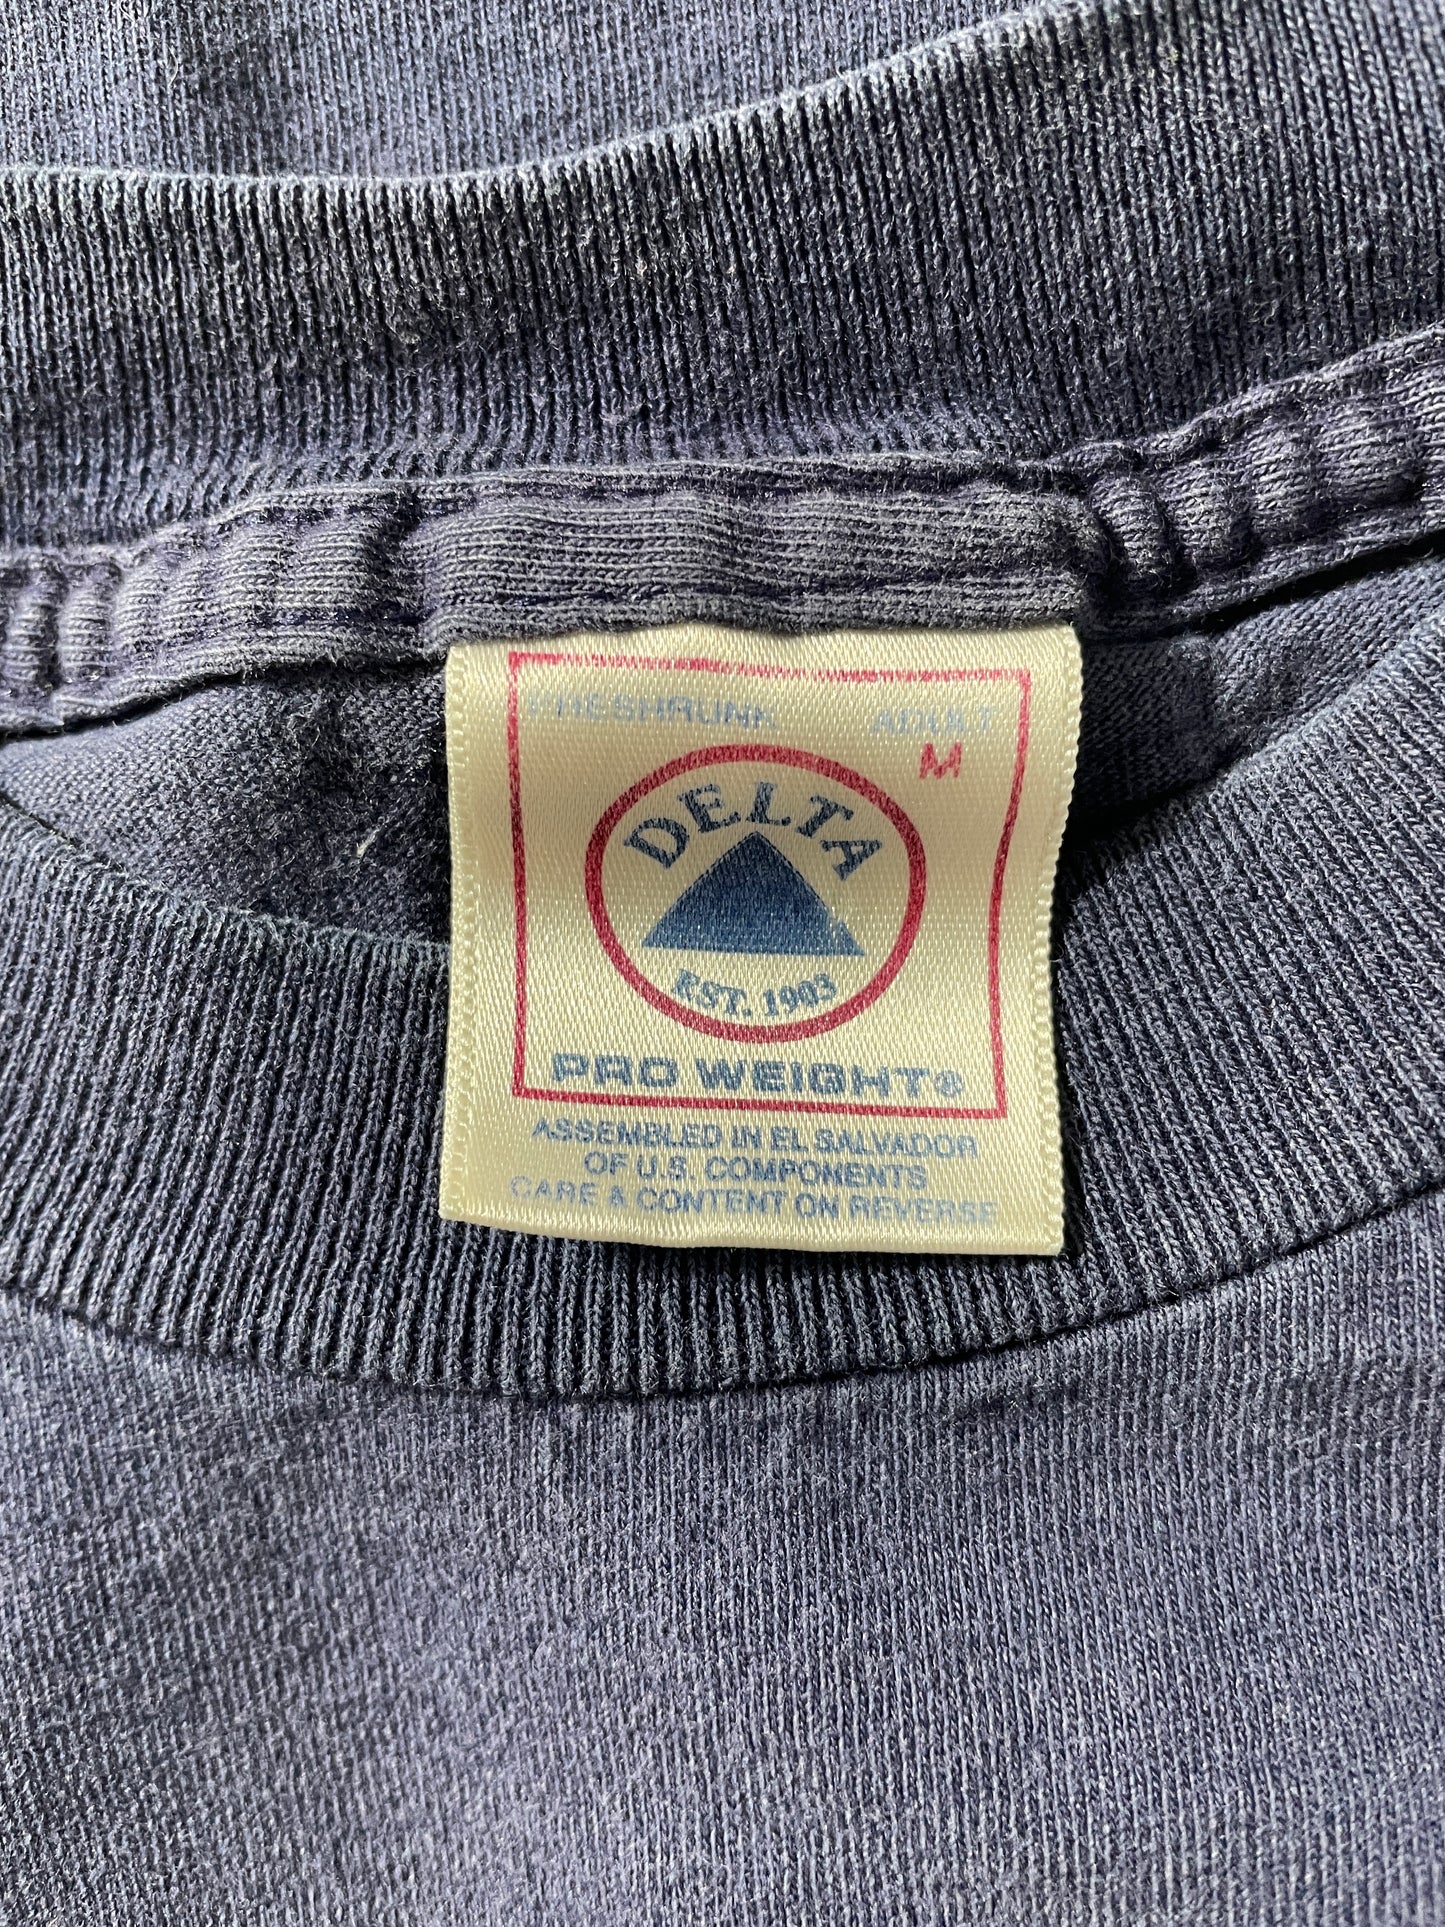 PRESHRUNK ADULT
M
DELTA
EST. 1903
PRO WEIGHT®
ASSEMBLED IN EL SALVADOR
OF U.S. COMPONENTS
CARE & CONTENT ON REVERSE